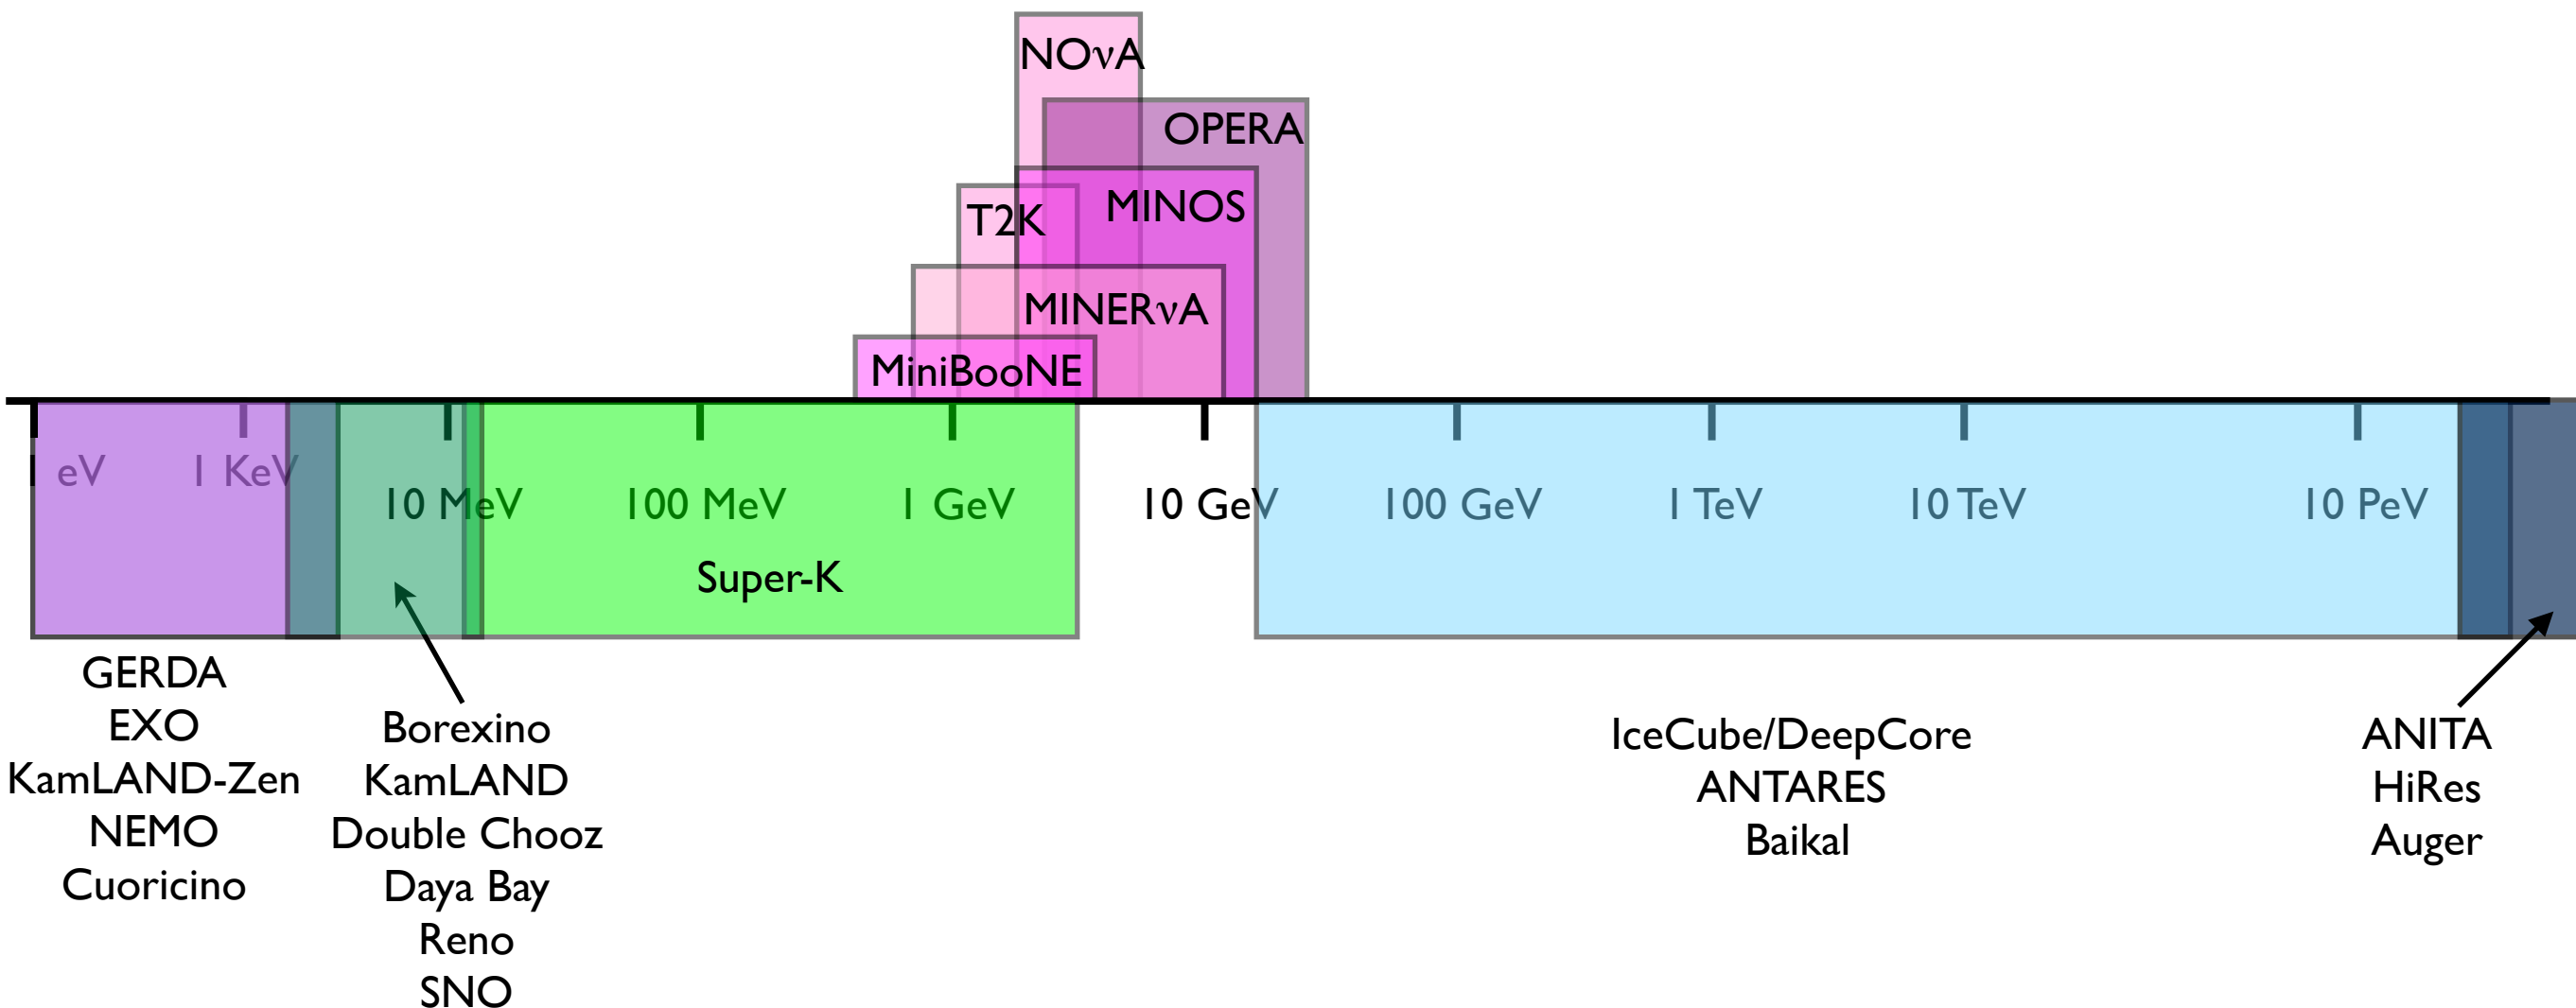 NOνA
OPERA
MINOS
T2K
MINERνA
MiniBooNE
1 eV
1 KeV
10 MeV
100 MeV
1 GeV
10 GeV
100 GeV
1 TeV
10 TeV
10 PeV
Super-K
GERDA
EXO
KamLAND-Zen
NEMO
Cuoricino
Borexino
KamLAND
Double Chooz
Daya Bay
Reno
SNO
IceCube/DeepCore
ANTARES
Baikal
ANITA
HiRes
Auger